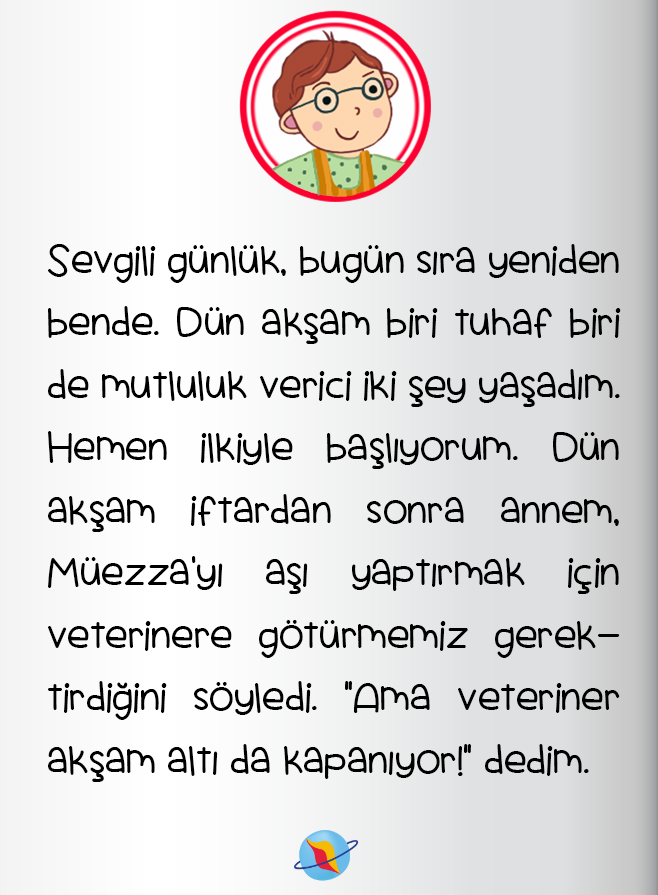 Sevgili günlük, bugün sıra yeniden
bende. Dün akşam biri tuhaf biri
de mutluluk verici iki şey yaşadım.
Hemen ilkiyle başlıyorum. Dün
akşam iftardan sonra annem,
Müezza'yı aşı yaptırmak için
veterinere götürmemiz gerek-
tirdiğini söyledi. "Ama veteriner
akşam altı da kapanıyor!" dedim.